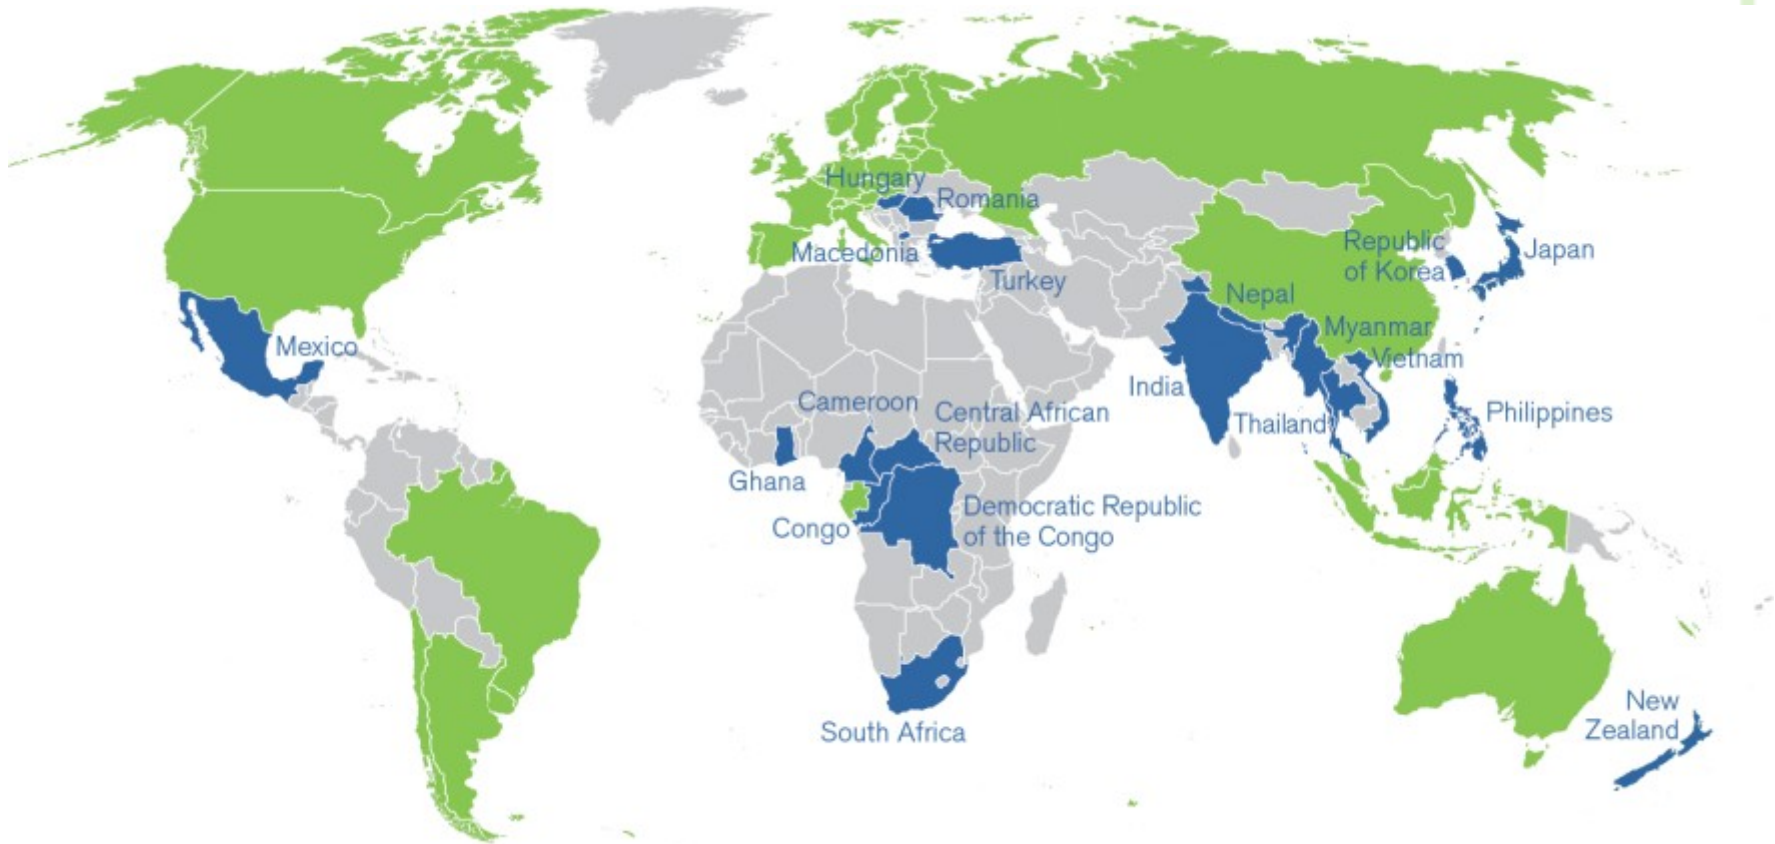 Hungary
Romania
Macedonia
Turkey
Republic
of Korea
Japan
Nepal
Myanmar
Vietnam
Mexico
India
Thailand
Philippines
Cameroon
Central African
Republic
Ghana
Congo
Democratic Republic
of the Congo
South Africa
New
Zealand